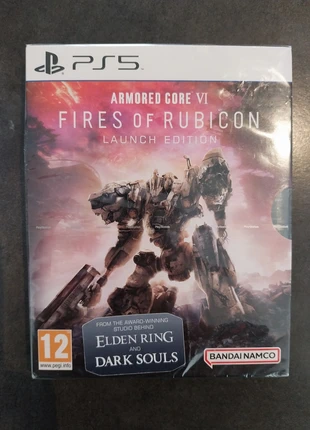 PS5
ARMORED CORE VI
FIRES OF RUBICON
LAUNCH EDITION
FROM THE AWARD-WINNING
STUDIO BEHIND
ELDEN RING
AND
DARK SOULS
12
www.pegi.info
BANDAI NAMCO